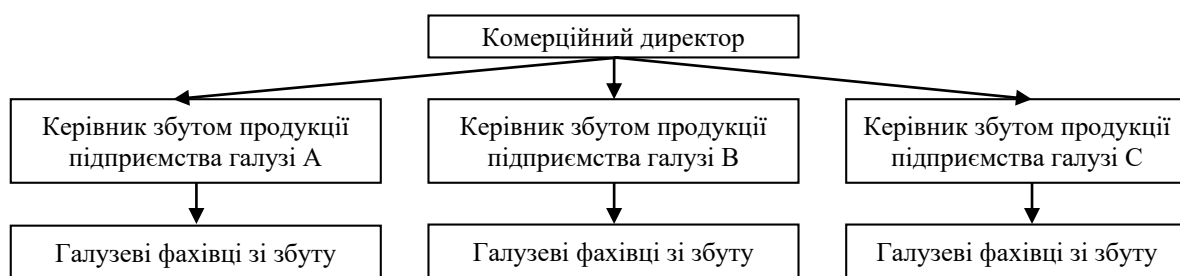 Комерційний директор
Керівник збутом продукції
підприємства галузі А
Керівник збутом продукції
підприємства галузі В
Керівник збутом продукції
підприємства галузі С
Галузеві фахівці зі збуту
Галузеві фахівці зі збуту
Галузеві фахівці зі збуту